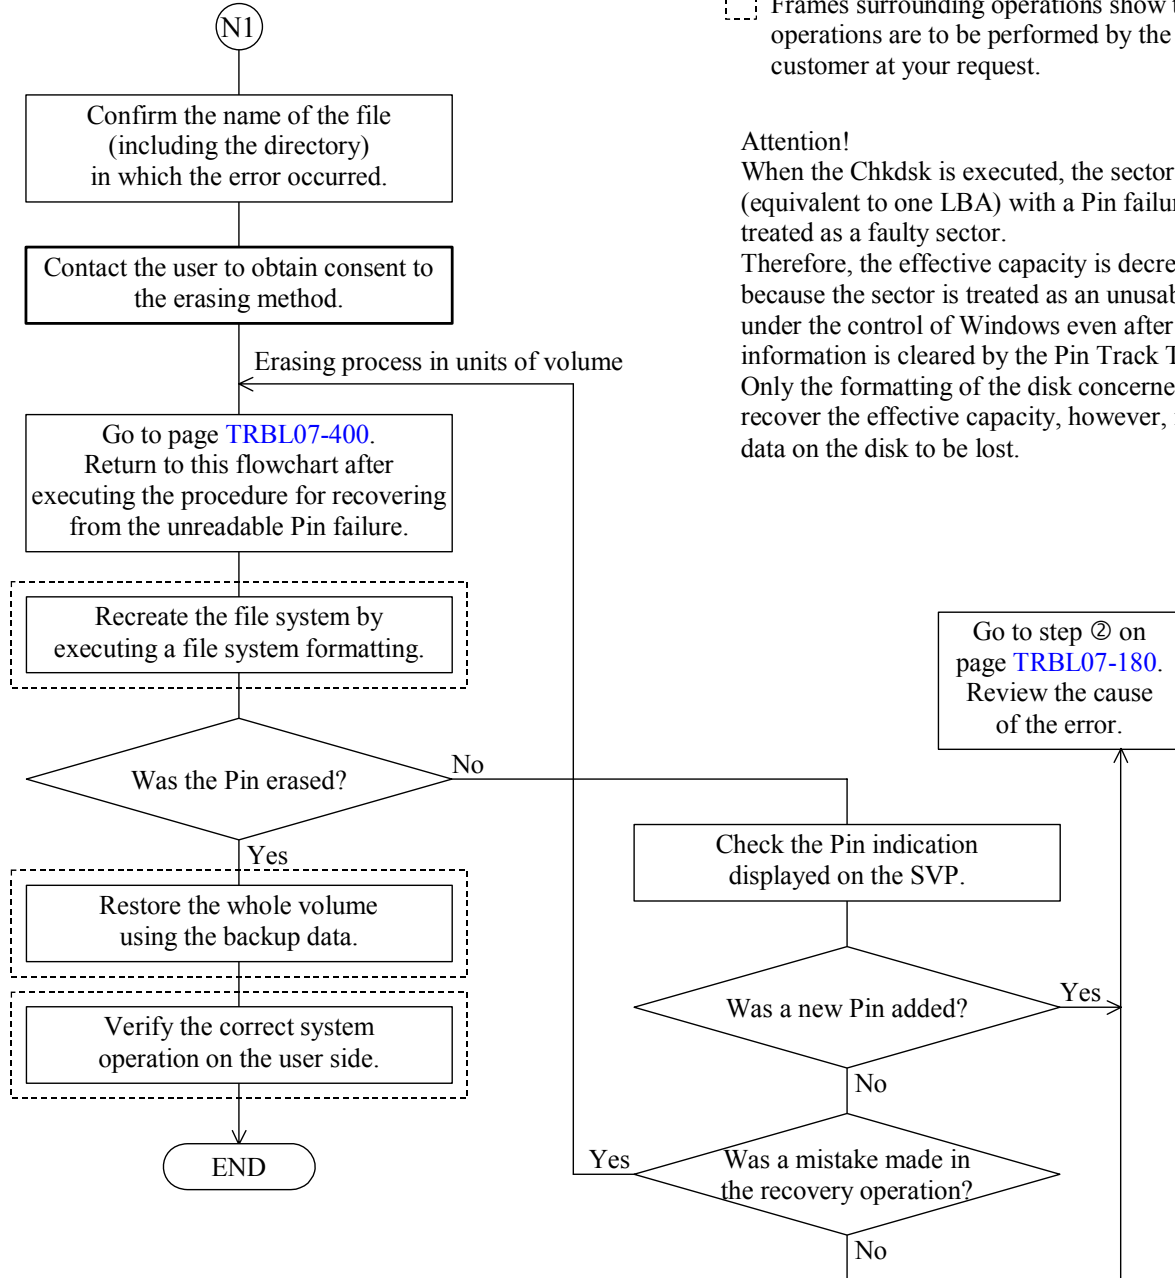 N1
Confirm the name of the file
(including the directory)
in which the error occurred.
Contact the user to obtain consent to
the erasing method.
Erasing process in units of volume
Go to page TRBL07-400.
Return to this flowchart after
executing the procedure for recovering
from the unreadable Pin failure.
Recreate the file system by
executing a file system formatting.
Was the Pin erased?
No
Yes
Restore the whole volume
using the backup data.
Verify the correct system
operation on the user side.
END
Frames surrounding operations show
operations are to be performed by the
customer at your request.
Attention!
When the Chkdsk is executed, the sector
(equivalent to one LBA) with a Pin
treated as a faulty sector.
Therefore, the effective capacity is
because the sector is treated as an
under the control of Windows even after
information is cleared by the Pin Track
Only the formatting of the disk
recover the effective capacity, however,
data on the disk to be lost.
Go to step ② on
page TRBL07-180.
Review the cause
of the error.
Check the Pin indication
displayed on the SVP.
Was a new Pin added?
Yes
No
Was a mistake made in
the recovery operation?
Yes
No